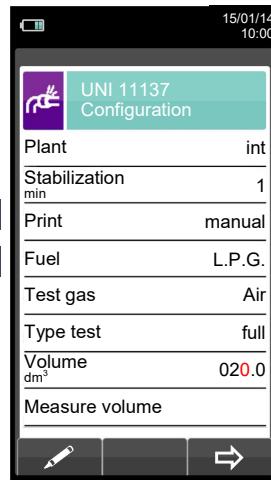 15/01/14
10:00
UNI 11137
Configuration
Plant int
Stabilization
min 1
Print manual
Fuel L.P.G.
Test gas Air
Type test full
Volume
dm³ 020.0
Measure volume